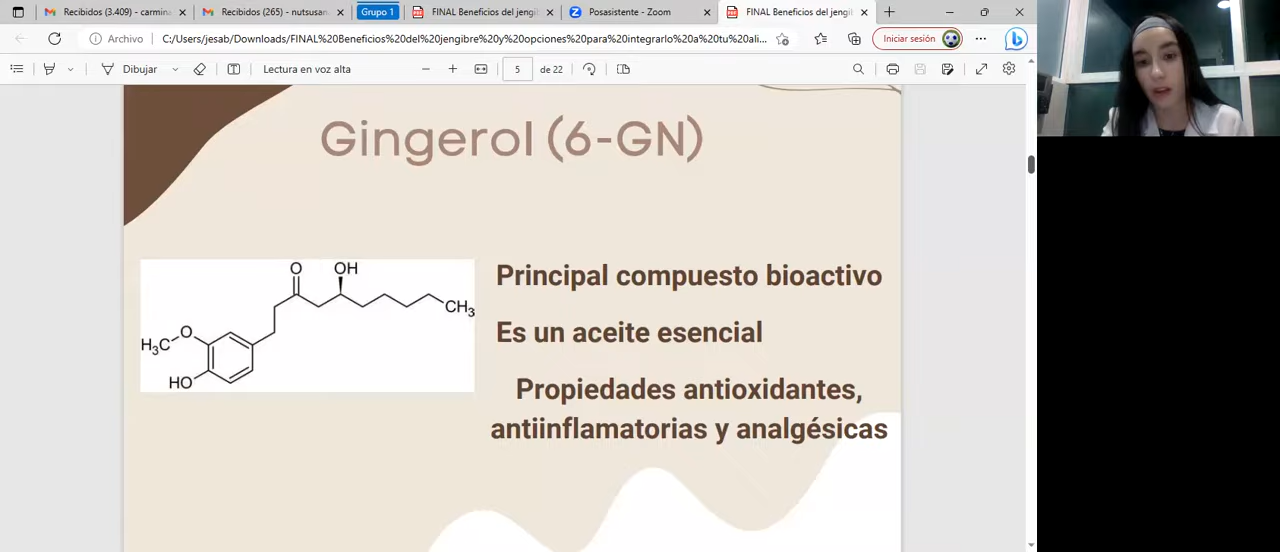 Recibidos (3.409) - carmina
Recibidos (265) - nutsusan
Grupo 1
FINAL Beneficios del jengib
Posasistente - Zoom
FINAL Beneficios del jengib
Archivo
C:/Users/jesab/Downloads/FINAL%20Beneficios%20del%20jengibre%20y%20opciones%20para%20integrarlo%20a%20tu%20ali...
Iniciar sesión
Dibujar
Lectura en voz alta
5
de 22
Gingerol (6-GN)
O
OH
CH3
O
H3C
HO
Principal compuesto bioactivo
Es un aceite esencial
Propiedades antioxidantes,
antiinflamatorias y analgésicas